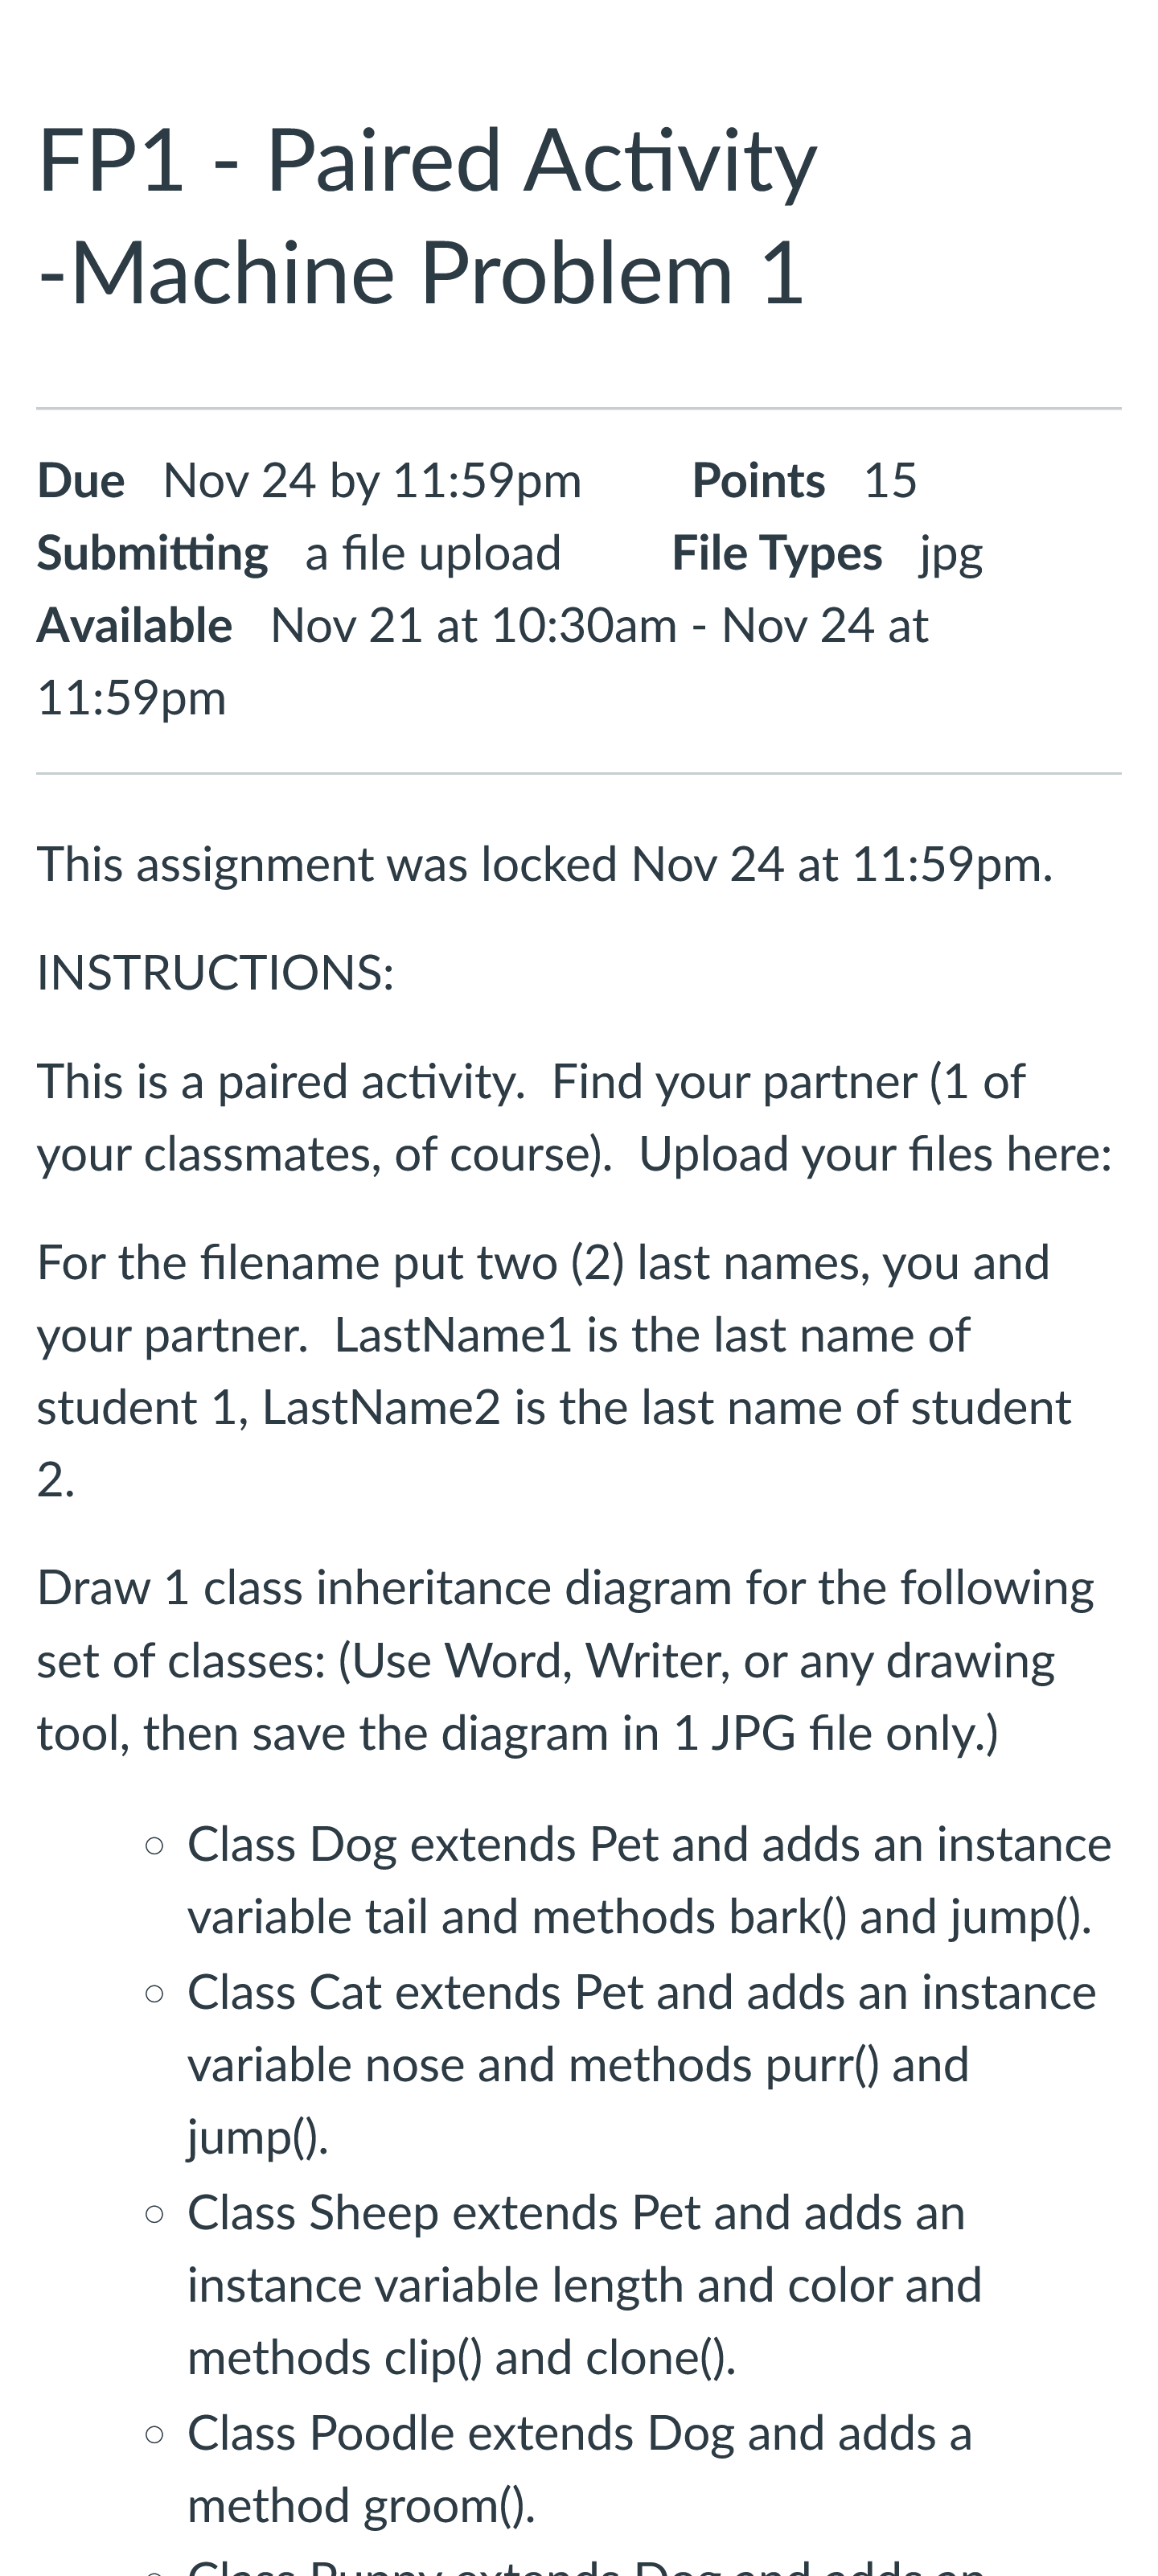 FP1 - Paired Activity
-Machine Problem 1
Due Nov 24 by 11:59pm Points 15
Submitting a file upload File Types jpg
Available Nov 21 at 10:30am - Nov 24 at
11:59pm
This assignment was locked Nov 24 at 11:59pm.
INSTRUCTIONS:
This is a paired activity.  Find your partner (1 of
your classmates, of course).  Upload your files here:
For the filename put two (2) last names, you and
your partner.  LastName1 is the last name of
student 1, LastName2 is the last name of student
2.
Draw 1 class inheritance diagram for the following
set of classes: (Use Word, Writer, or any drawing
tool, then save the diagram in 1 JPG file only.)
Class Dog extends Pet and adds an instance
variable tail and methods bark() and jump().
Class Cat extends Pet and adds an instance
variable nose and methods purr() and
jump().
Class Sheep extends Pet and adds an
instance variable length and color and
methods clip() and clone().
Class Poodle extends Dog and adds a
method groom().
Class Puppy extends Dog and adds an